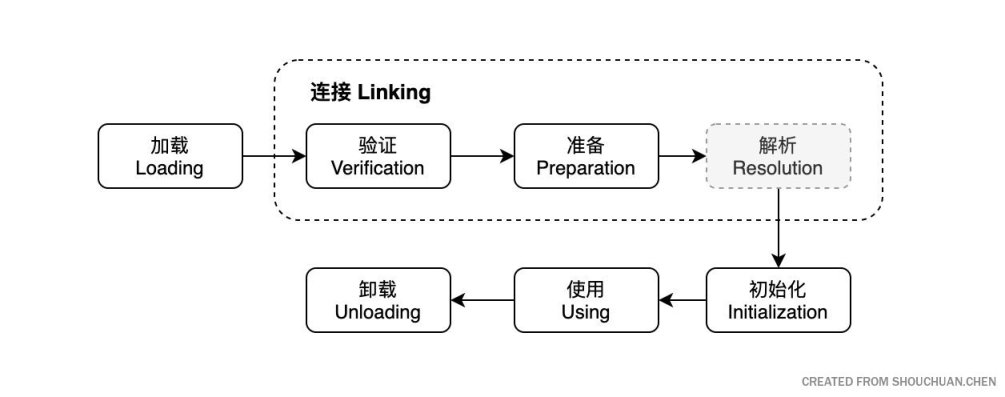 连接 Linking
加载
Loading
验证
Verification
准备
Preparation
解析
Resolution
卸载
Unloading
使用
Using
初始化
Initialization
CREATED FROM SHOUCHUAN.CHEN